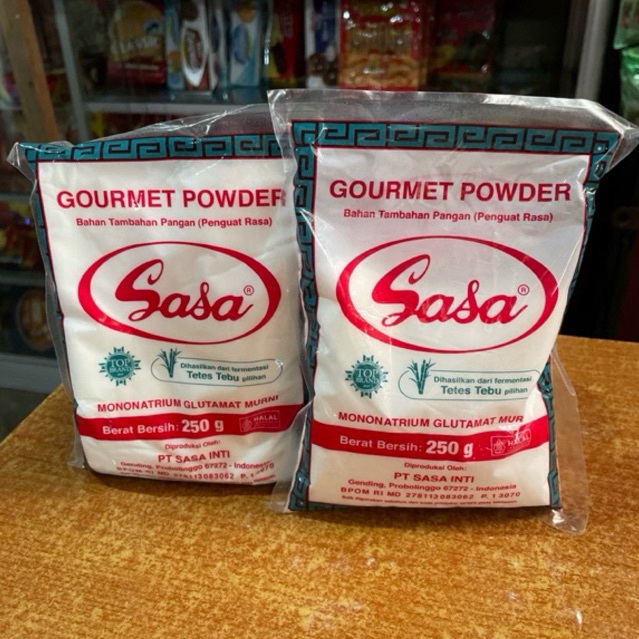 GOURMET POWDER
Bahan Tambahan Pangan (Penguat Rasa)
Sasa®
TOP
BRAND
Dihasilkan dari fermentasi
Tetes Tebu pilihan
MONONATRIUM GLUTAMAT MURNI
Berat Bersih: 250 g
HALAL
Diproduksi Oleh:
PT SASA INTI
Gending, Probolinggo 67272 - Indonesia
BPOM RI MD 278113083062 P. 13070
GOURMET POWDER
Bahan Tambahan Pangan (Penguat Rasa)
Sasa®
TOP
BRAND
Dihasilkan dari fermentasi
Tetes Tebu pilihan
MONONATRIUM GLUTAMAT MUR
Berat Bersih: 250 g
HALAL
Diproduksi Oleh:
PT SASA INTI
Gending, Probolinggo 67272 - Indonesia
BPOM RI MD 278113083062 P. 13070